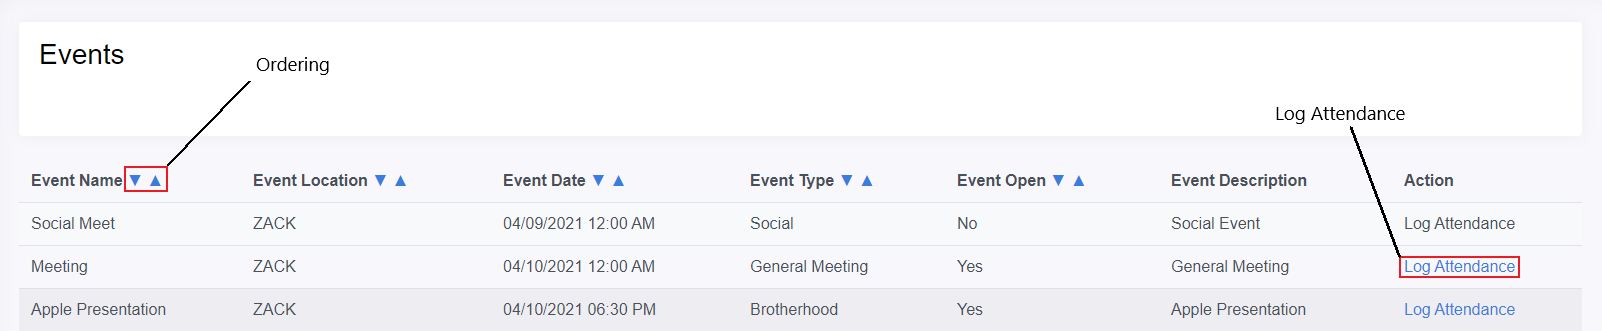 Events
Ordering
Log Attendance
Event Name ▼ ▲ Event Location ▼ ▲ Event Date ▼ ▲ Event Type ▼ ▲ Event Open ▼ ▲ Event Description Action
Social Meet ZACK 04/09/2021 12:00 AM Social No Social Event Log Attendance
Meeting ZACK 04/10/2021 12:00 AM General Meeting Yes General Meeting Log Attendance
Apple Presentation ZACK 04/10/2021 06:30 PM Brotherhood Yes Apple Presentation Log Attendance